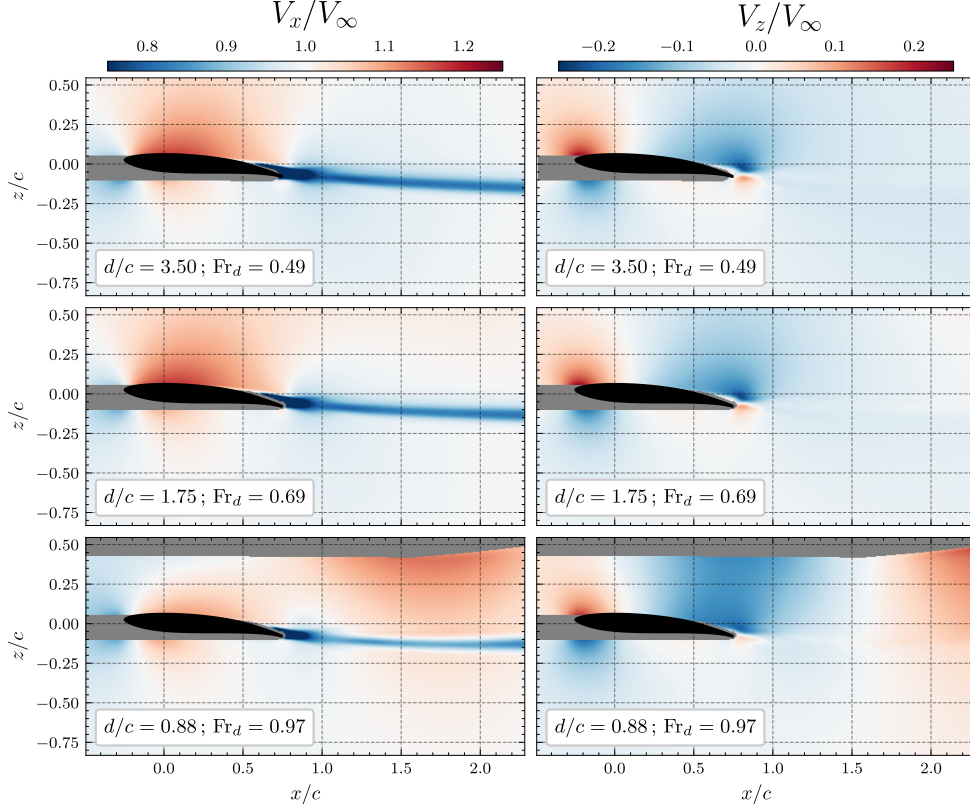 V_x/V_∞
V_z/V_∞
0.8 0.9 1.0 1.1 1.2
−0.2 −0.1 0.0 0.1 0.2
0.50
0.25
0.00
−0.25
−0.50
−0.75
z/c
d/c = 3.50 ; Fr_d = 0.49
d/c = 3.50 ; Fr_d = 0.49
0.50
0.25
0.00
−0.25
−0.50
−0.75
z/c
d/c = 1.75 ; Fr_d = 0.69
d/c = 1.75 ; Fr_d = 0.69
0.50
0.25
0.00
−0.25
−0.50
−0.75
z/c
d/c = 0.88 ; Fr_d = 0.97
d/c = 0.88 ; Fr_d = 0.97
0.0 0.5 1.0 1.5 2.0
0.0 0.5 1.0 1.5 2.0
x/c
x/c